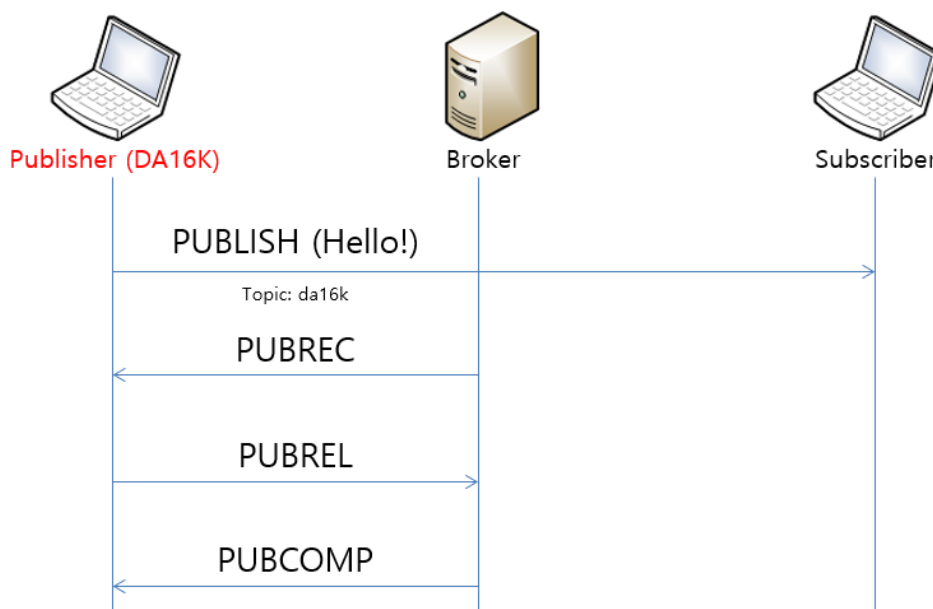 Publisher (DA16K)
Broker
Subscriber
PUBLISH (Hello!)
Topic: da16k
PUBREC
PUBREL
PUBCOMP